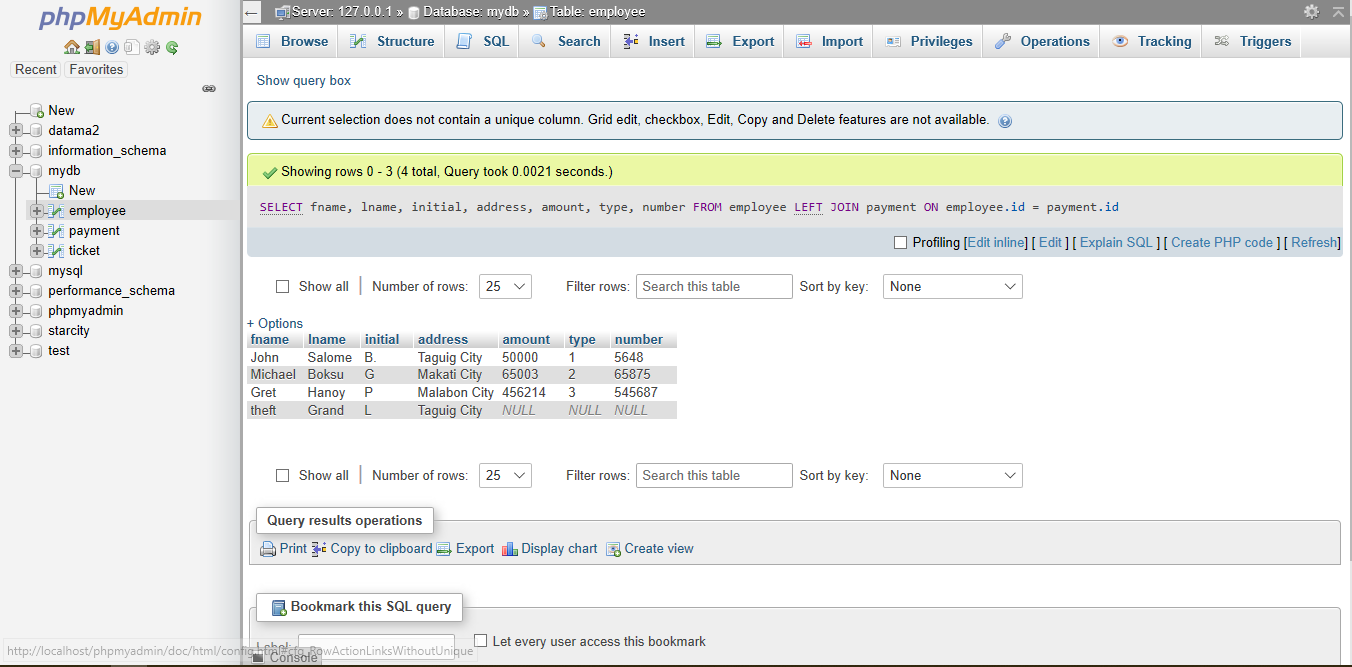 phpMyAdmin
Recent Favorites
New
datama2
information_schema
mydb
New
employee
payment
ticket
mysql
performance_schema
phpmyadmin
starcity
test
Server: 127.0.0.1 » Database: mydb » Table: employee
Browse Structure SQL Search Insert Export Import Privileges Operations Tracking Triggers
Show query box
Current selection does not contain a unique column. Grid edit, checkbox, Edit, Copy and Delete features are not available.
Showing rows 0 - 3 (4 total, Query took 0.0021 seconds.)
SELECT fname, lname, initial, address, amount, type, number FROM employee LEFT JOIN payment ON employee.id = payment.id
Profiling [Edit inline] [ Edit ] [ Explain SQL ] [ Create PHP code ] [ Refresh]
Show all Number of rows: 25 Filter rows: Search this table Sort by key: None
+ Options
fname lname initial address amount type number
John Salome B. Taguig City 50000 1 5648
Michael Boksu G Makati City 65003 2 65875
Gret Hanoy P Malabon City 456214 3 545687
theft Grand L Taguig City NULL NULL NULL
Show all Number of rows: 25 Filter rows: Search this table Sort by key: None
Query results operations
Print Copy to clipboard Export Display chart Create view
Bookmark this SQL query
Label: Let every user access this bookmark
http://localhost/phpmyadmin/doc/html/config.html#cfg_RowActionLinksWithoutUnique
Console